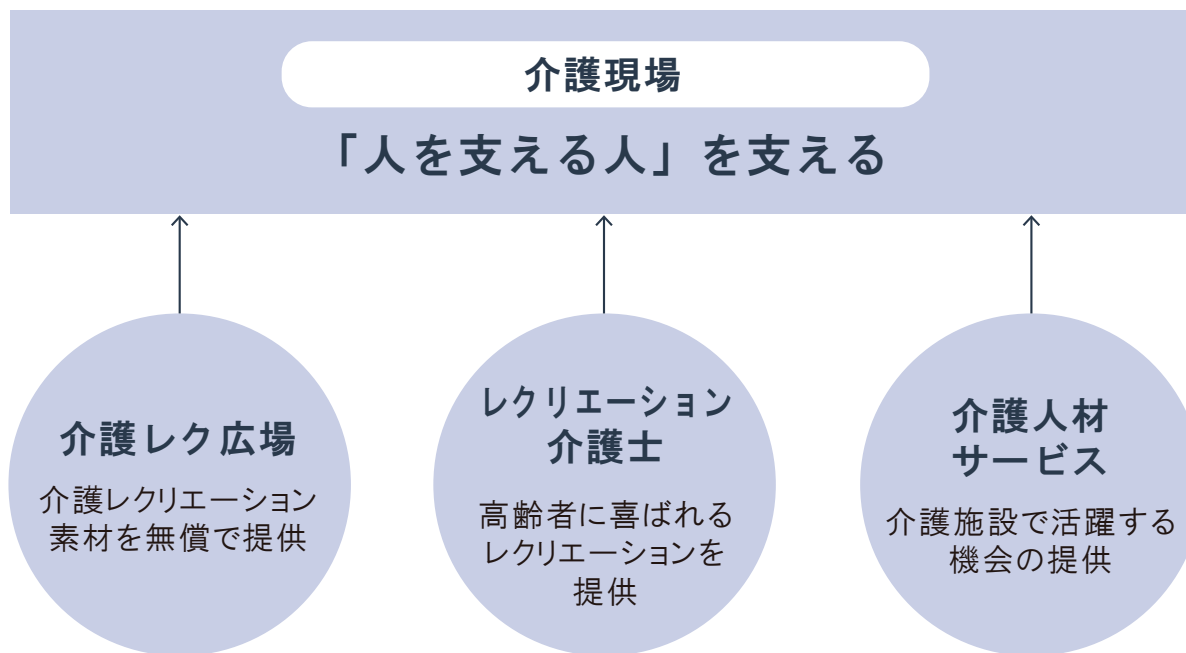 介護現場
「人を支える人」を支える
介護レク広場
介護レクリエーション
素材を無償で提供
レクリエーション
介護士
高齢者に喜ばれる
レクリエーションを
提供
介護人材
サービス
介護施設で活躍する
機会の提供